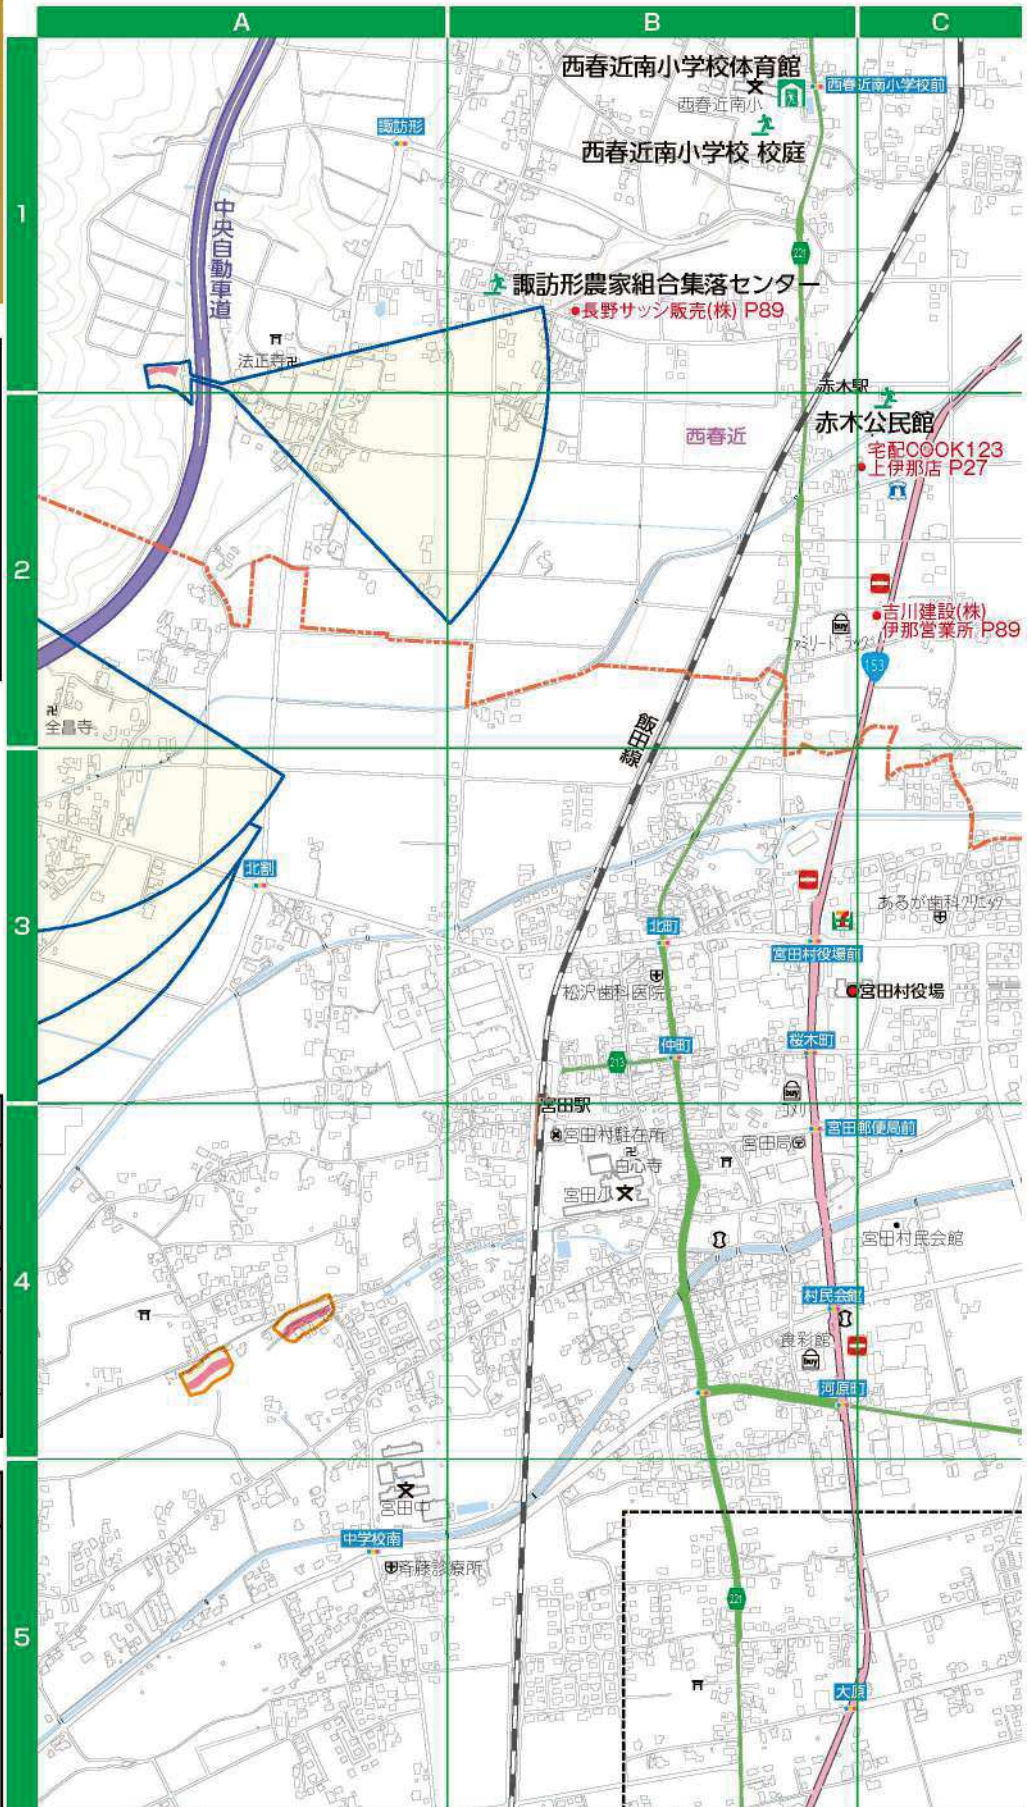 A
B
C
1
2
3
4
5
西春近南小学校体育館
西春近南小
西春近南小学校前
諏訪形
西春近南小学校 校庭
中央自動車道
221
諏訪形農家組合集落センター
長野サッシ販売(株) P89
法正寺
赤木駅
赤木公民館
西春近
宅配COOK123
上伊那店 P27
吉川建設(株)
伊那営業所 P89
buy
153
全昌寺
飯田線
北割
あるが歯科クリニック
北町
7
宮田村役場前
松沢歯科医院
宮田村役場
桜木町
仲町
213
buy
コメリ
宮田駅
宮田郵便局前
宮田村駐在所
宮田局
白心寺
宮田小
宮田村民会館
村民会館
食彩館
buy
河原町
宮田中
中学校南
斉藤診療所
221
大原